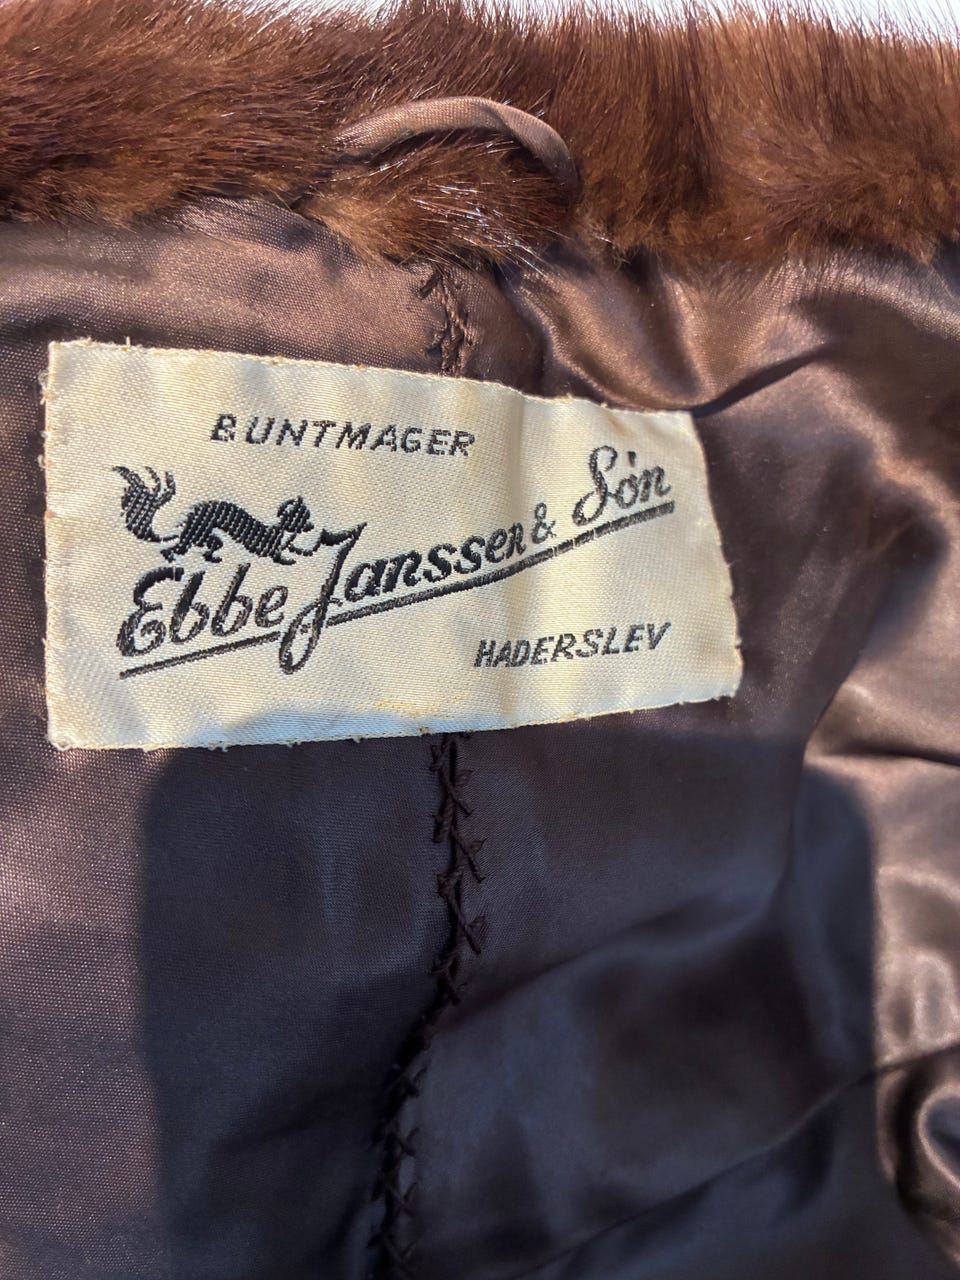 BUNTMAGER
Ebbe Janssen & Søn
HADERSLEV